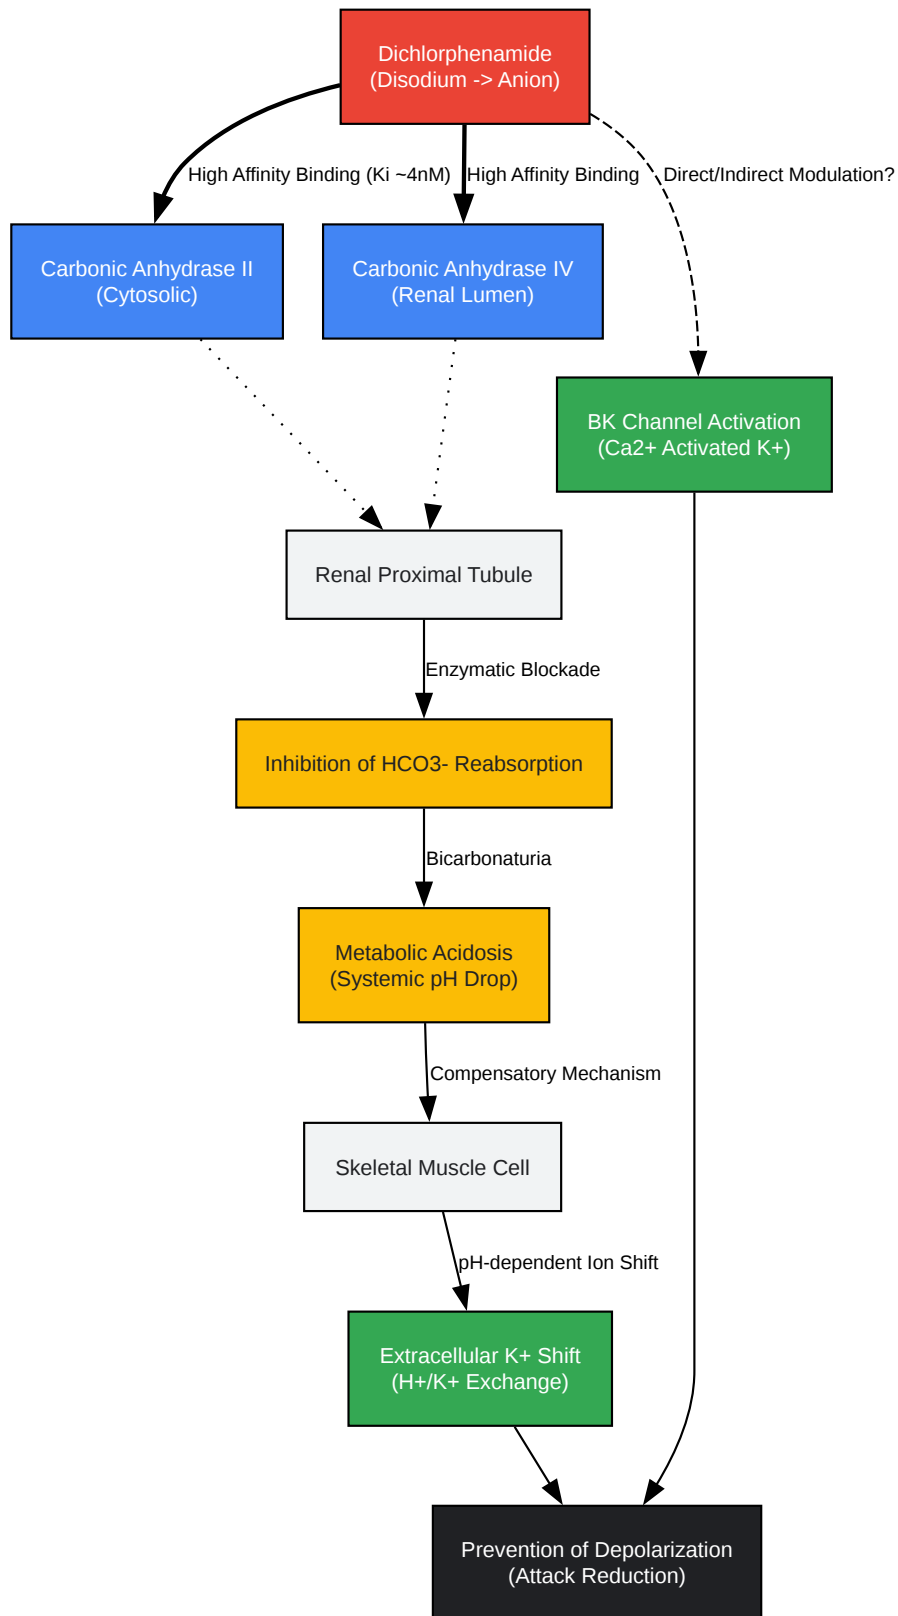 Dichlorphenamide
(Disodium -> Anion)
High Affinity Binding (Ki ~4nM)
High Affinity Binding
Direct/Indirect Modulation?
Carbonic Anhydrase II
(Cytosolic)
Carbonic Anhydrase IV
(Renal Lumen)
BK Channel Activation
(Ca2+ Activated K+)
Renal Proximal Tubule
Enzymatic Blockade
Inhibition of HCO3- Reabsorption
Bicarbonaturia
Metabolic Acidosis
(Systemic pH Drop)
Compensatory Mechanism
Skeletal Muscle Cell
pH-dependent Ion Shift
Extracellular K+ Shift
(H+/K+ Exchange)
Prevention of Depolarization
(Attack Reduction)